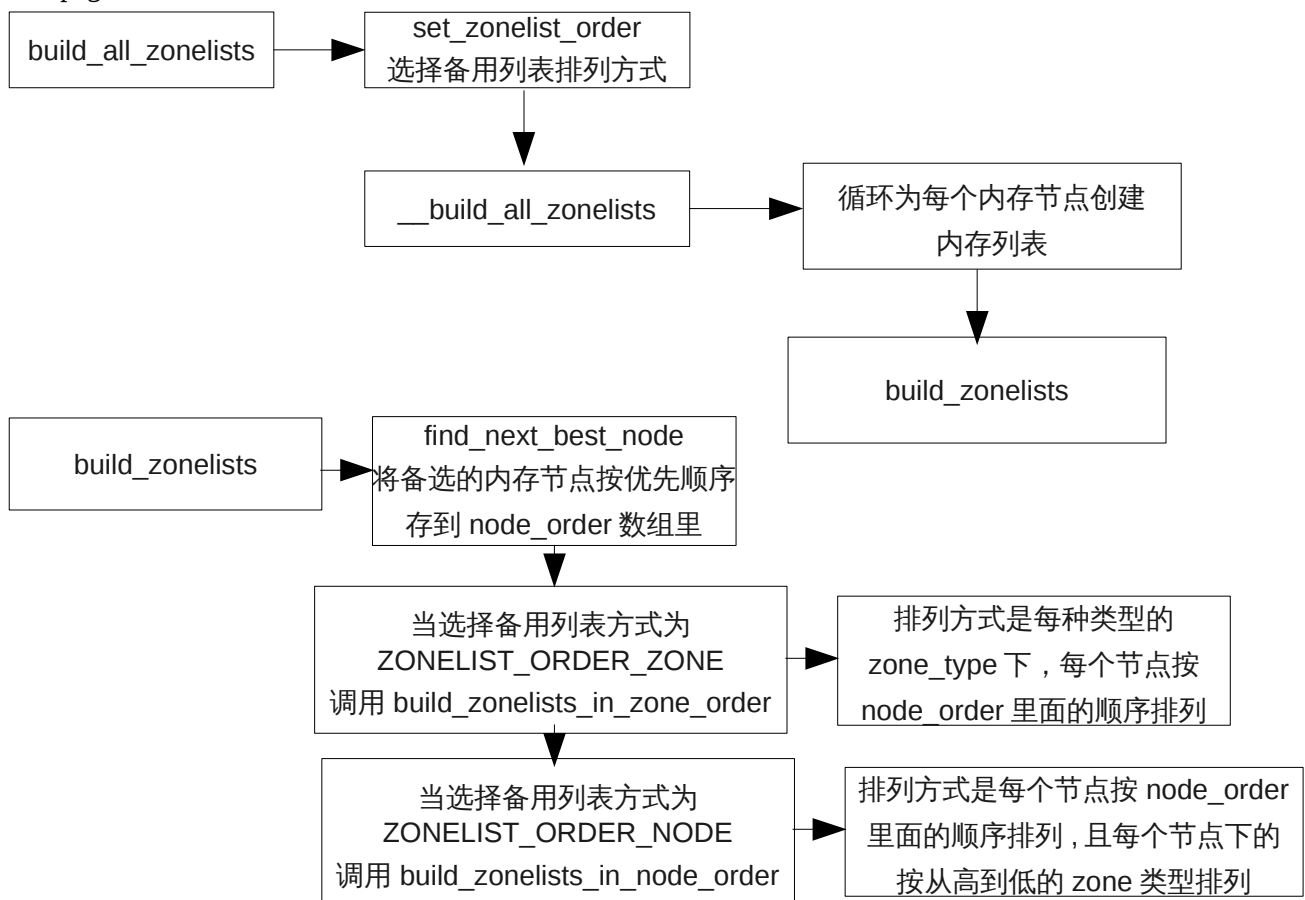 build_all_zonelists
set_zonelist_order
选择备用列表排列方式
__build_all_zonelists
循环为每个内存节点创建
内存列表
build_zonelists
build_zonelists
find_next_best_node
将备选的内存节点按优先顺序
存到 node_order 数组里
当选择备用列表方式为
ZONELIST_ORDER_ZONE
调用 build_zonelists_in_zone_order
排列方式是每种类型的
zone_type 下，每个节点按
node_order 里面的顺序排列
当选择备用列表方式为
ZONELIST_ORDER_NODE
调用 build_zonelists_in_node_order
排列方式是每个节点按 node_order
里面的顺序排列 , 且每个节点下的
按从高到低的 zone 类型排列